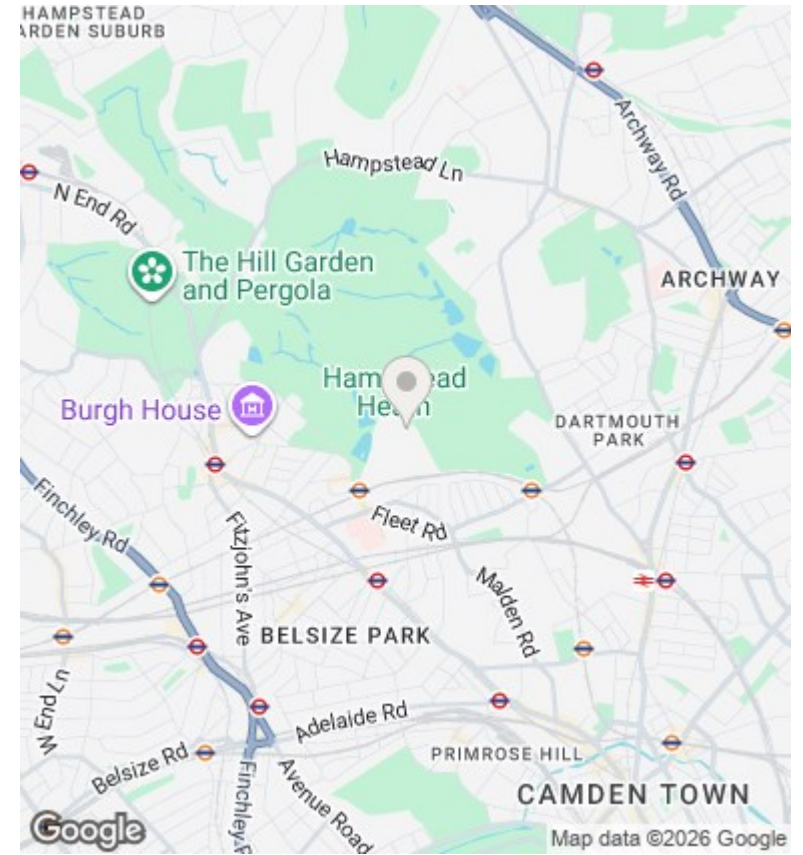 HAMPSTEAD
ARDEN SUBURB
Archway Rd
Hampstead Ln
N End Rd
The Hill Garden
and Pergola
ARCHWAY
Burgh House
DARTMOUTH
PARK
Finchley Rd
Fitzjohn's Ave
Fleet Rd
Malden Rd
BELSIZE PARK
W End Ln
Adelaide Rd
Belsize Rd
PRIMROSE HILL
Finchley R
Avenue Road
CAMDEN TOWN
Google
Map data ©2026 Google